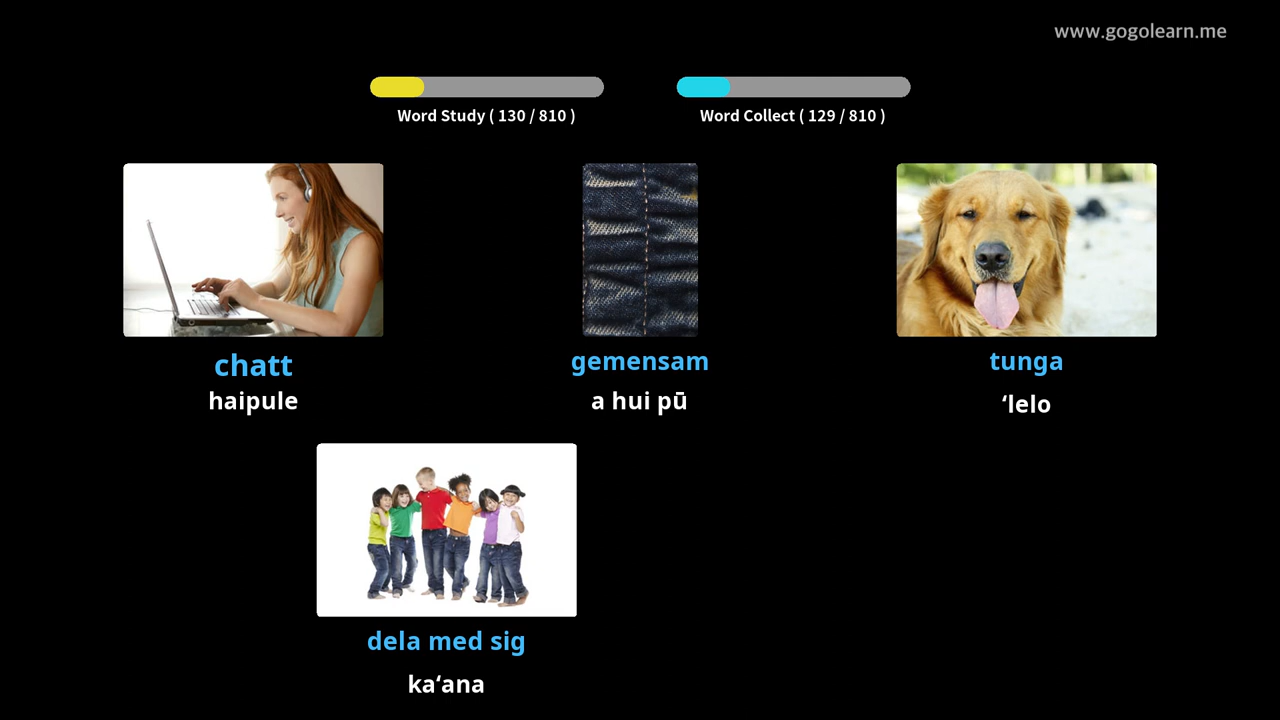 www.gogolearn.me
Word Study ( 130 / 810 )
Word Collect ( 129 / 810 )
chatt
haipule
gemensam
a hui pū
tunga
ʻlelo
dela med sig
kaʻana